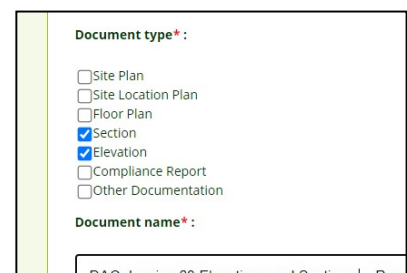 Document type* :
Site Plan
Site Location Plan
Floor Plan
Section
Elevation
Compliance Report
Other Documentation
Document name* :